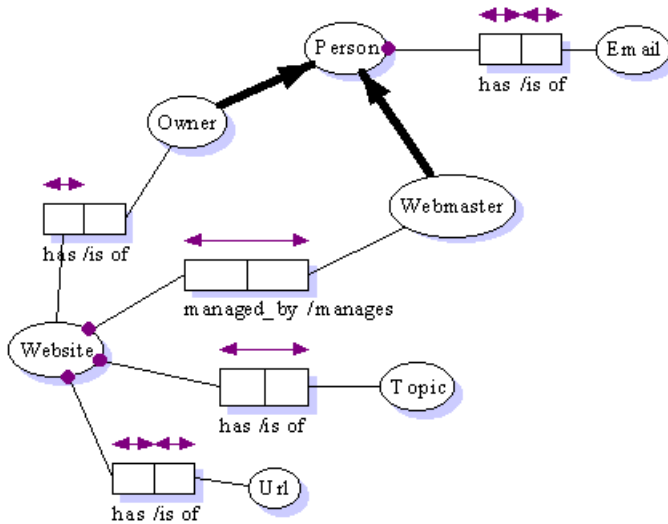 Person
Email
has /is of
Owner
Webmaster
has /is of
managed_by /manages
Website
Topic
has /is of
Url
has /is of